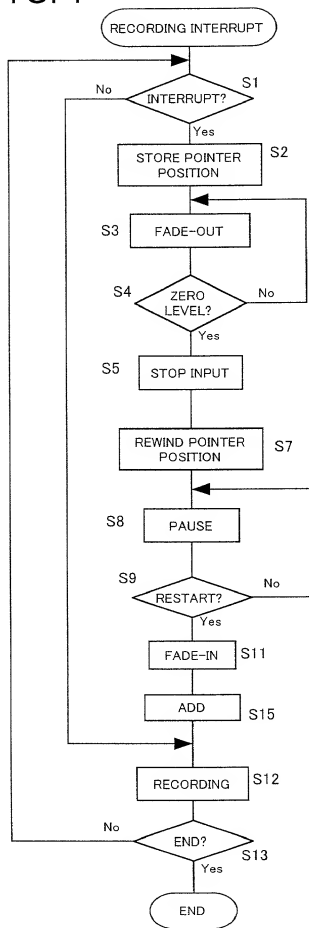 RECORDING INTERRUPT
S1
No
INTERRUPT?
Yes
STORE POINTER
POSITION
S2
S3
FADE-OUT
S4
ZERO
LEVEL?
No
Yes
S5
STOP INPUT
REWIND POINTER
POSITION
S7
S8
PAUSE
S9
RESTART?
No
Yes
FADE-IN
S11
ADD
S15
RECORDING
S12
No
END?
S13
Yes
END